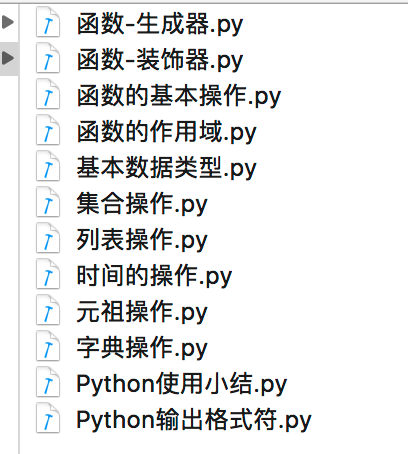 函数-生成器.py
函数-装饰器.py
函数的基本操作.py
函数的作用域.py
基本数据类型.py
集合操作.py
列表操作.py
时间的操作.py
元祖操作.py
字典操作.py
Python使用小结.py
Python输出格式符.py